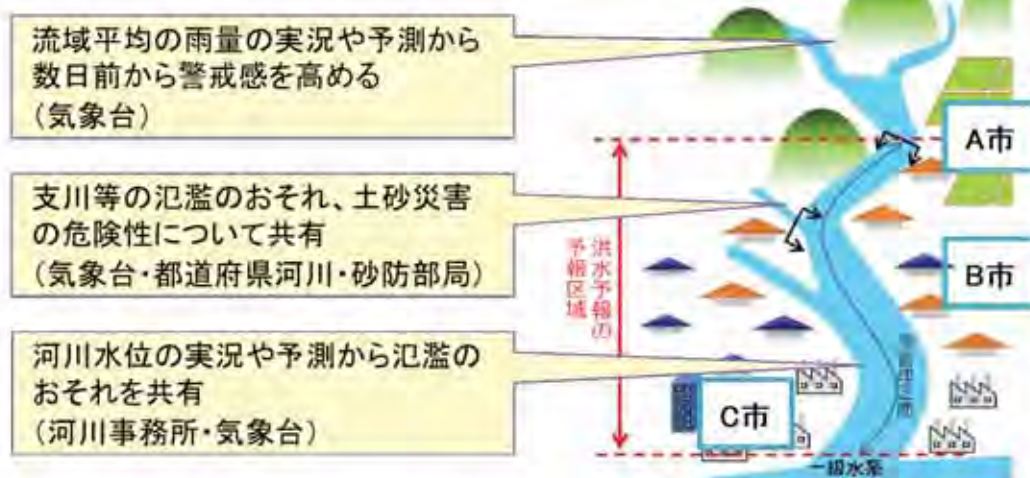 流域平均の雨量の実況や予測から
数日前から警戒感を高める
（気象台）
支川等の氾濫のおそれ、土砂災害
の危険性について共有
（気象台・都道府県河川・砂防部局）
河川水位の実況や予測から氾濫の
おそれを共有
（河川事務所・気象台）
洪水予報の
予報区域
A市
B市
C市
一級水系